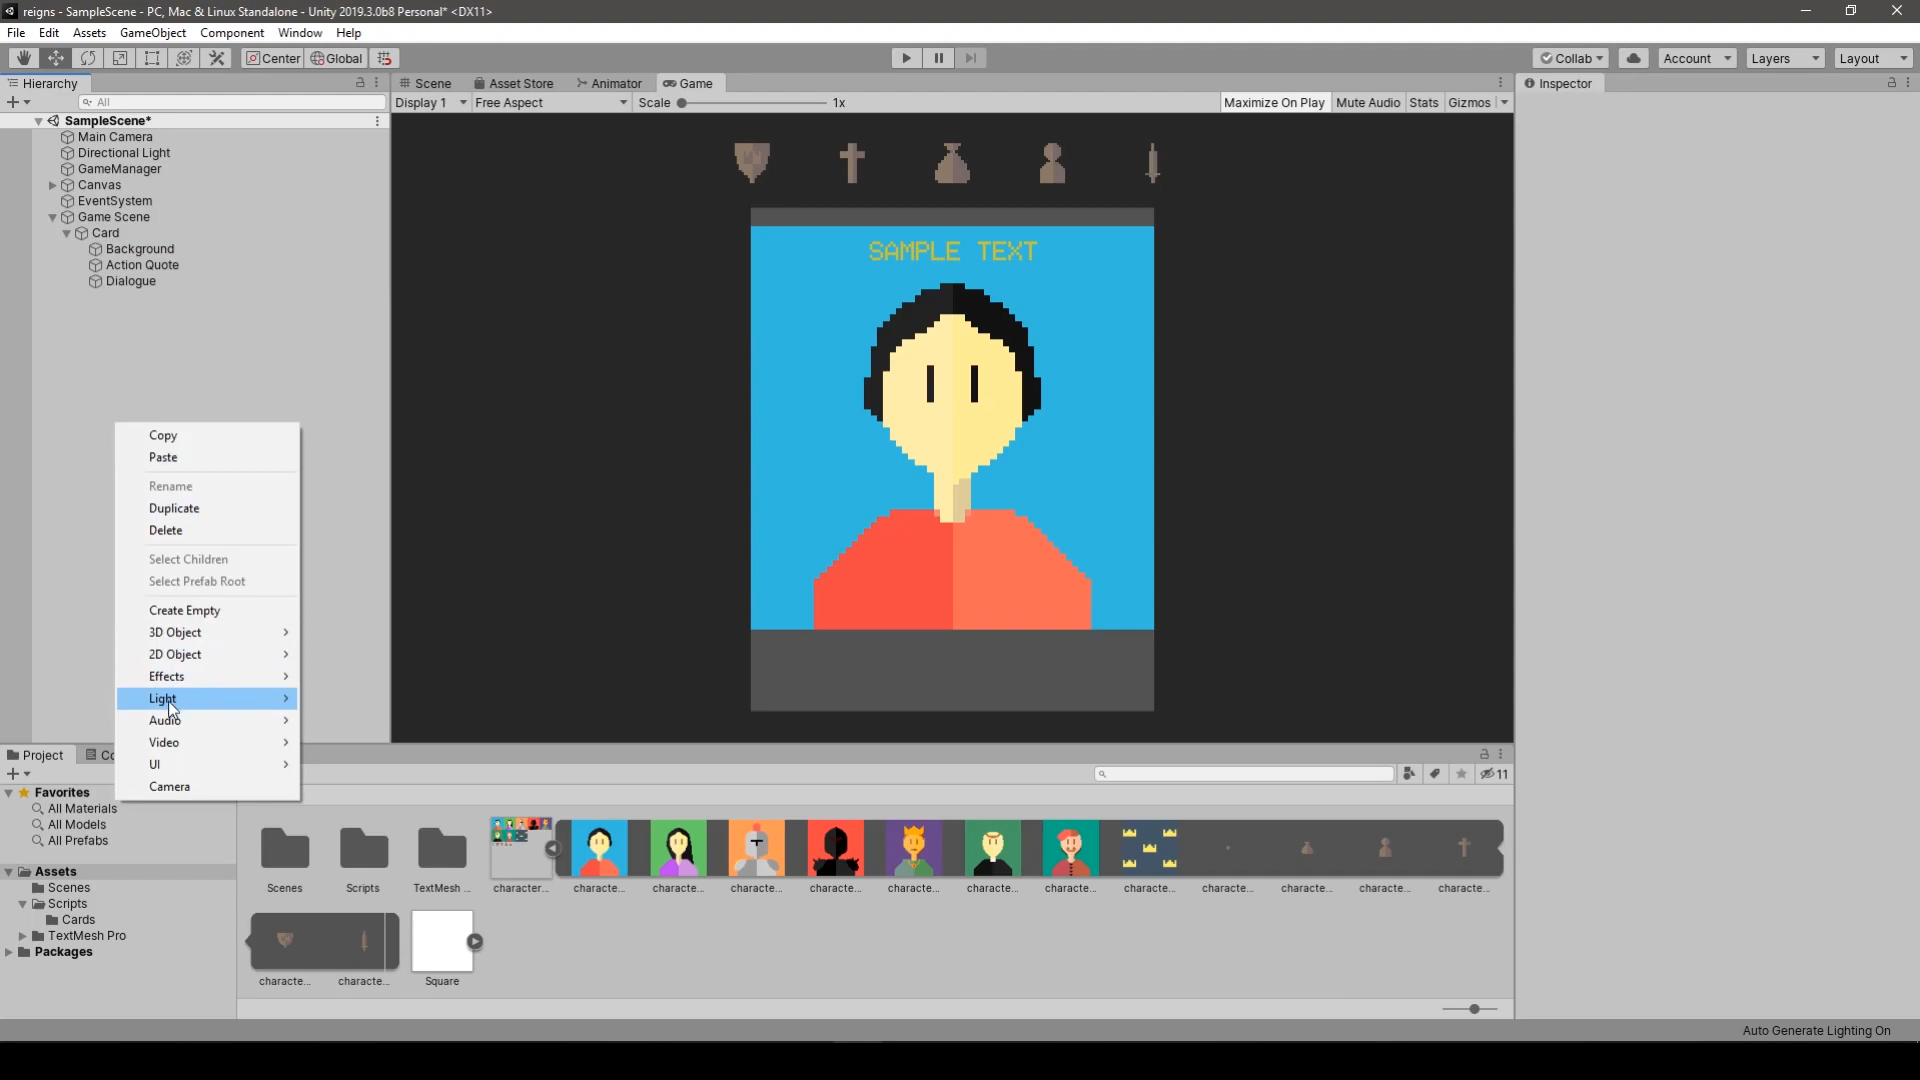 reigns - SampleScene - PC, Mac & Linux Standalone - Unity 2019.3.0b8 Personal* <DX11>
File Edit Assets GameObject Component Window Help
Center Global Collab Account Layers Layout
Hierarchy Scene Asset Store Animator Game Inspector
All Display 1 Free Aspect Scale 1x Maximize On Play Mute Audio Stats Gizmos
SampleScene*
Main Camera
Directional Light
GameManager
Canvas
EventSystem
Game Scene
Card
Background
Action Quote
Dialogue
SAMPLE TEXT
Copy
Paste
Rename
Duplicate
Delete
Select Children
Select Prefab Root
Create Empty
3D Object
2D Object
Effects
Light
Audio
Video
UI
Camera
Project Co
11
Favorites
All Materials
All Models
All Prefabs
Assets
Scenes
Scripts
Cards
TextMesh Pro
Packages
Scenes Scripts TextMesh ... character... characte... characte... characte... characte... characte... characte... characte... characte... characte... characte... characte... characte...
characte... characte... Square
Auto Generate Lighting On